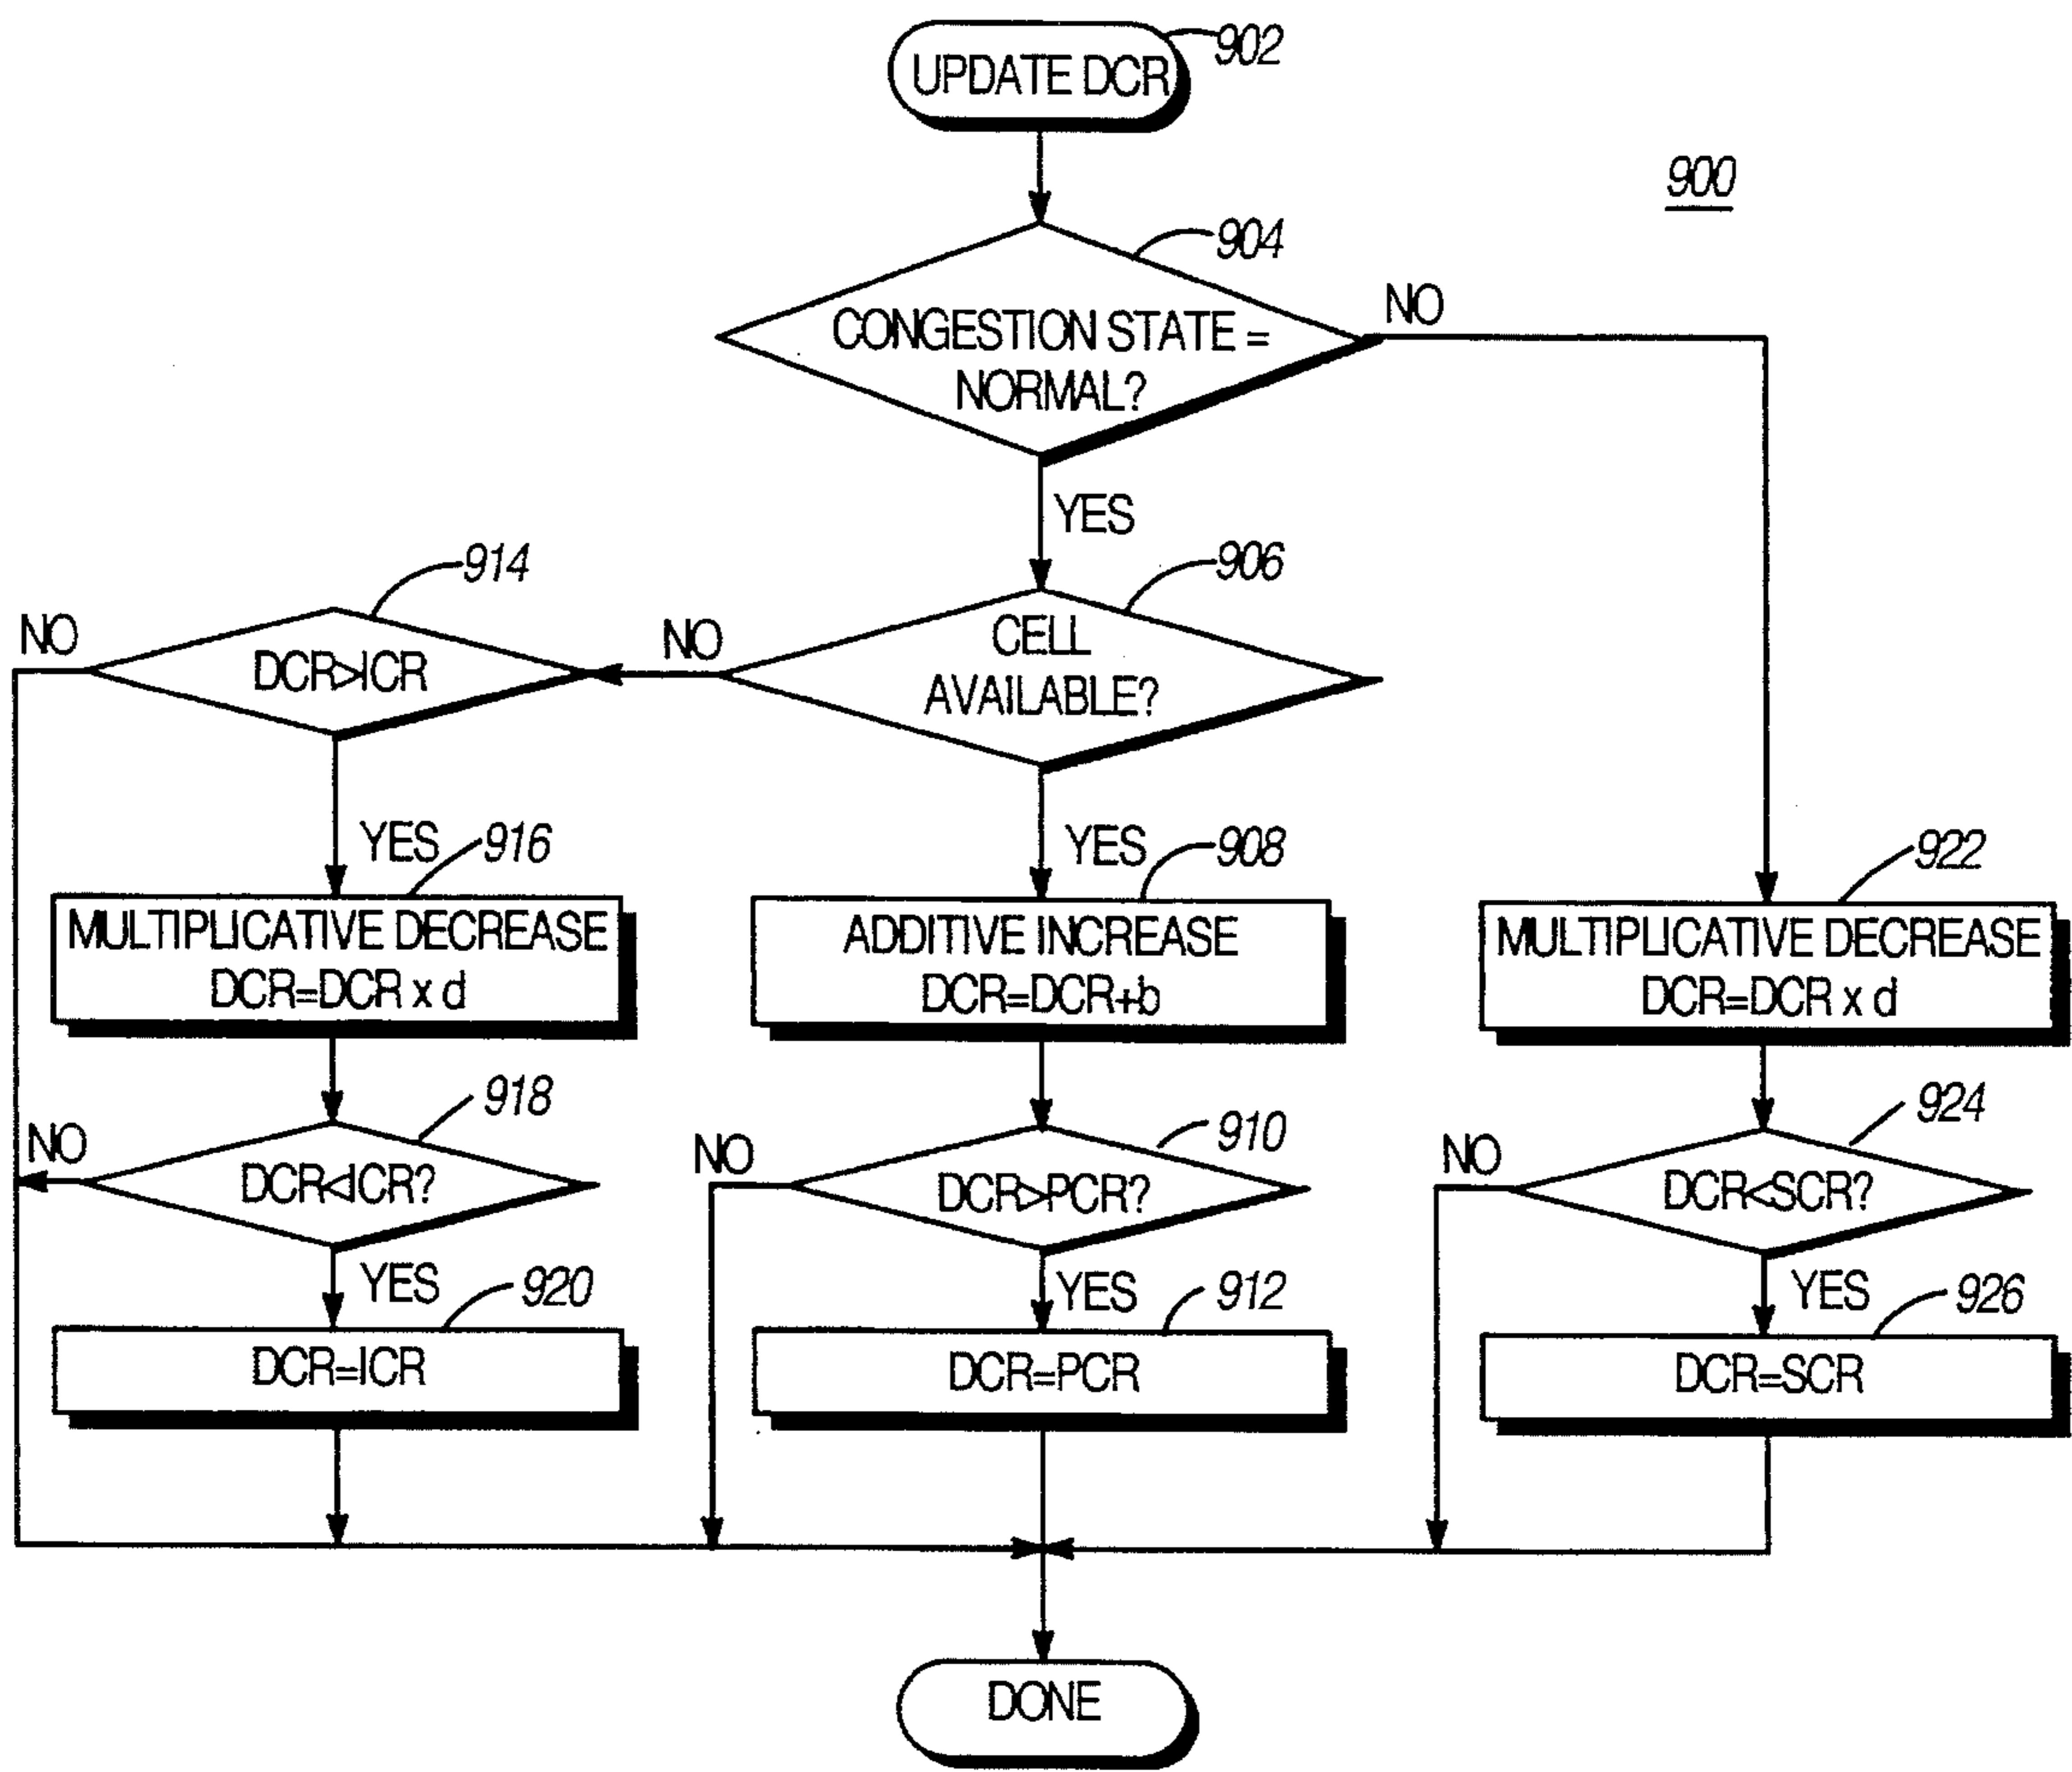 UPDATE DCR
902
900
904
CONGESTION STATE =
NORMAL?
NO
YES
914
906
NO
DCR>ICR
NO
CELL
AVAILABLE?
YES
916
YES
908
922
MULTIPLICATIVE DECREASE
DCR=DCR x d
ADDITIVE INCREASE
DCR=DCR+b
MULTIPLICATIVE DECREASE
DCR=DCR x d
918
910
924
NO
DCR<ICR?
NO
DCR>PCR?
NO
DCR<SCR?
YES
920
YES
912
YES
926
DCR=ICR
DCR=PCR
DCR=SCR
DONE